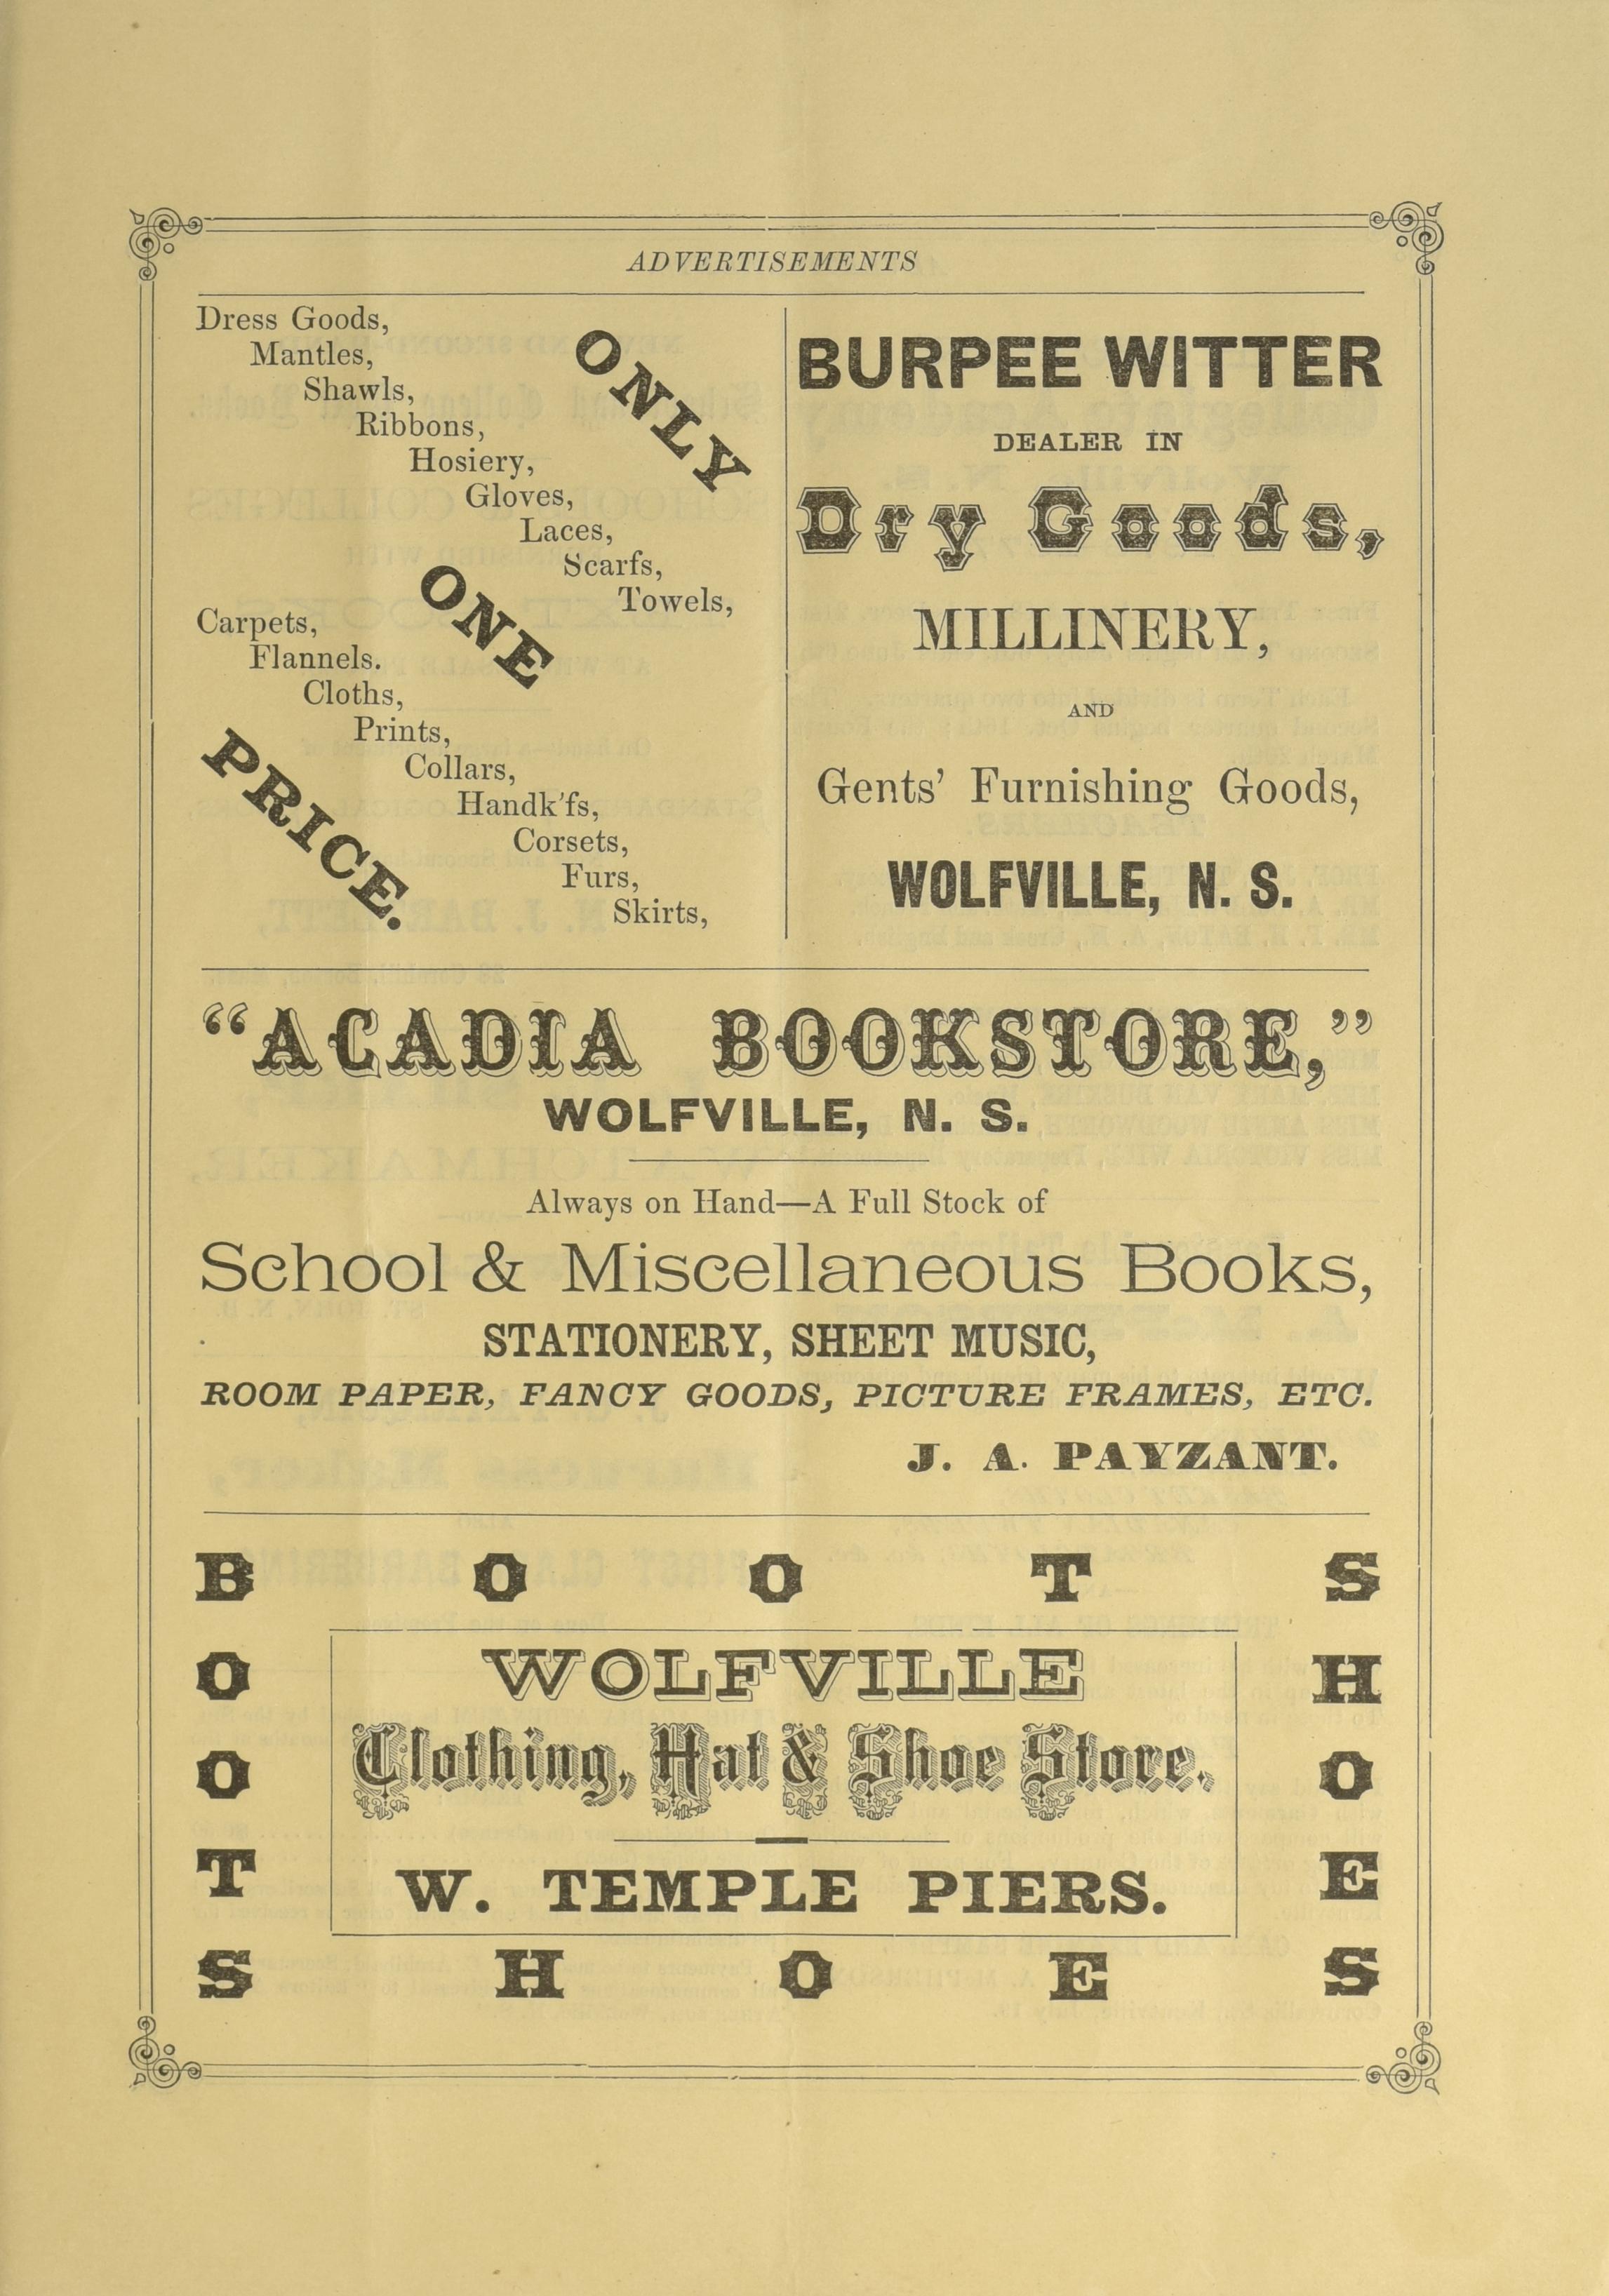 ADVERTISEMENTS
Dress Goods,
Mantles,
Shawls,
Ribbons,
Hosiery,
Gloves,
Laces,
Scarfs,
Towels,
Carpets,
Flannels.
Cloths,
Prints,
Collars,
Handk'fs,
Corsets,
Furs,
Skirts,
ONLY
ONE
PRICE.
BURPEE WITTER
DEALER IN
Dry Goods,
MILLINERY,
AND
Gents' Furnishing Goods,
WOLFVILLE, N. S.
"ACADIA BOOKSTORE,"
WOLFVILLE, N. S.
Always on Hand—A Full Stock of
School & Miscellaneous Books,
STATIONERY, SHEET MUSIC,
ROOM PAPER, FANCY GOODS, PICTURE FRAMES, ETC.
J. A. PAYZANT.
B O O T S
O H
O O
T E
S H O E S
WOLFVILLE
Clothing, Hat & Shoe Store.
W. TEMPLE PIERS.